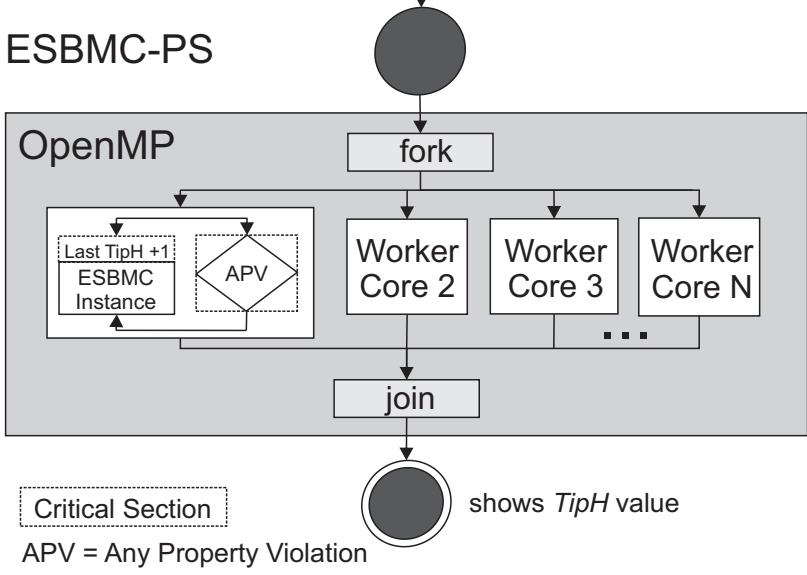 ESBMC-PS
OpenMP
fork
Last TipH +1
ESBMC
Instance
APV
Worker
Core 2
Worker
Core 3
Worker
Core N
...
join
shows TipH value
Critical Section
APV = Any Property Violation